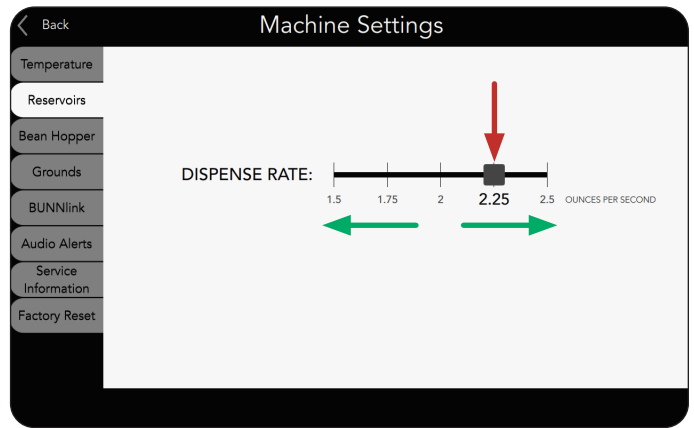 Back
Machine Settings
Temperature
Reservoirs
Bean Hopper
Grounds
BUNNlink
Audio Alerts
Service
Information
Factory Reset
DISPENSE RATE:
1.5 1.75 2 2.25 2.5 OUNCES PER SECOND